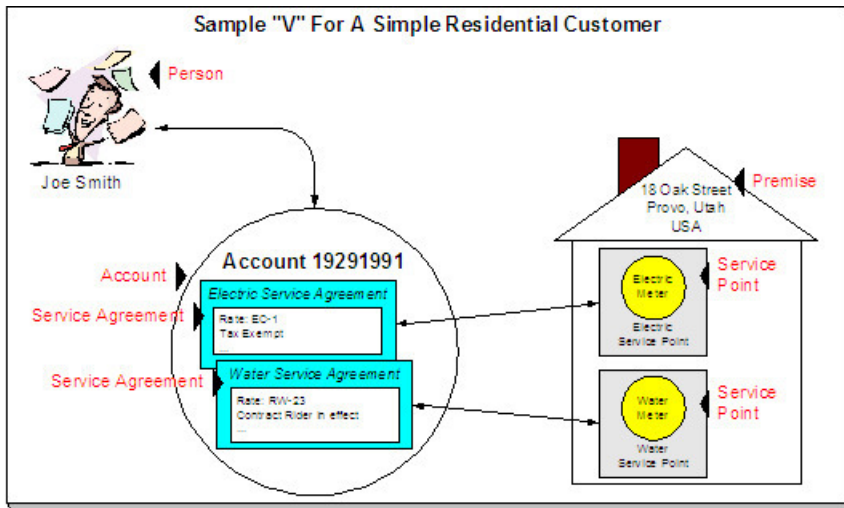 Sample "V" For A Simple Residential Customer
Person
Joe Smith
18 Oak Street
Provo, Utah
USA
Premise
Account 19291991
Account
Electric Service Agreement
Service Agreement
Rate: EC-1
Tax Exempt
...
Water Service Agreement
Service Agreement
Rate: RW-23
Contract Rider in effect
...
Electric
Meter
Electric
Service Point
Service
Point
Water
Meter
Water
Service Point
Service
Point